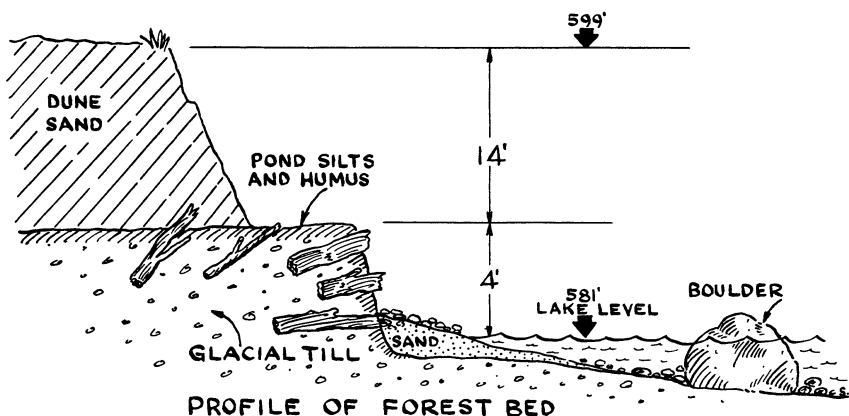 599'
DUNE
SAND
14'
POND SILTS
AND HUMUS
4'
581'
LAKE LEVEL
BOULDER
SAND
GLACIAL TILL
PROFILE OF FOREST BED